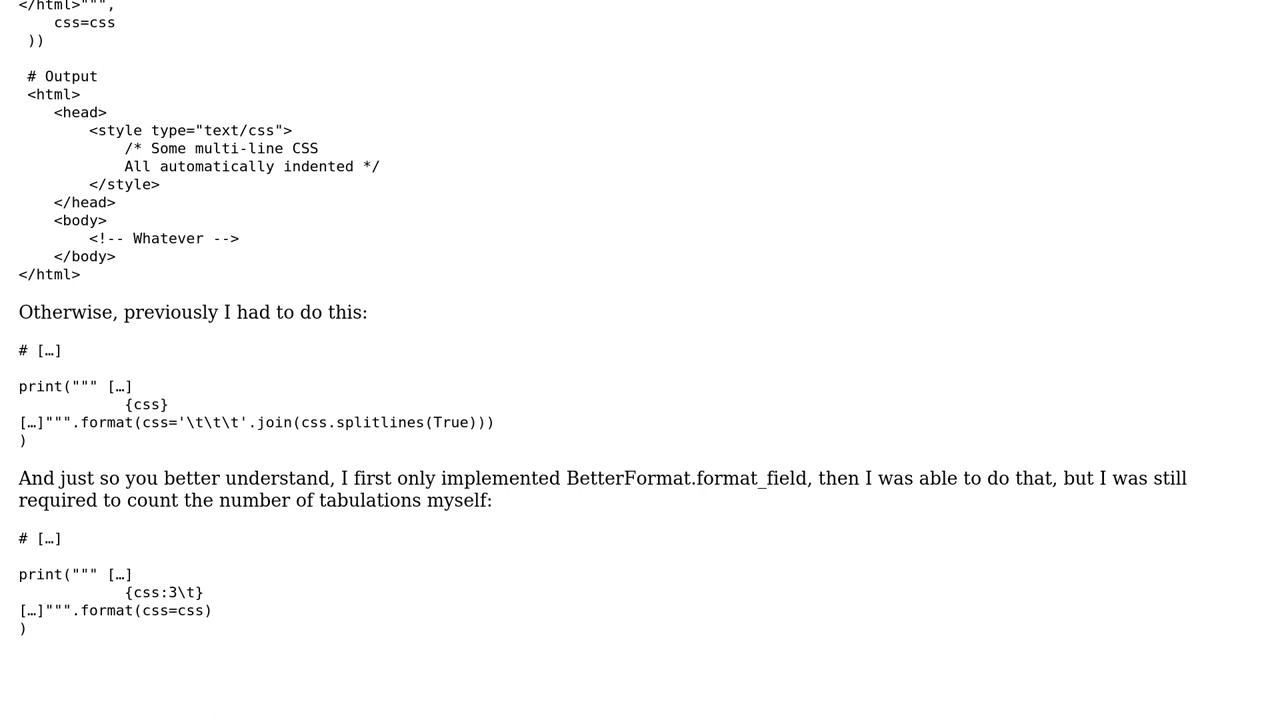 </html>""",
    css=css
 ))

 # Output
 <html>
    <head>
        <style type="text/css">
            /* Some multi-line CSS
            All automatically indented */
        </style>
    </head>
    <body>
        <!-- Whatever -->
    </body>
</html>
Otherwise, previously I had to do this:
# […]

print(""" […]
            {css}
[…]""".format(css='\t\t\t'.join(css.splitlines(True)))
)
And just so you better understand, I first only implemented BetterFormat.format_field, then I was able to do that, but I was still
required to count the number of tabulations myself:
# […]

print(""" […]
            {css:3\t}
[…]""".format(css=css)
)